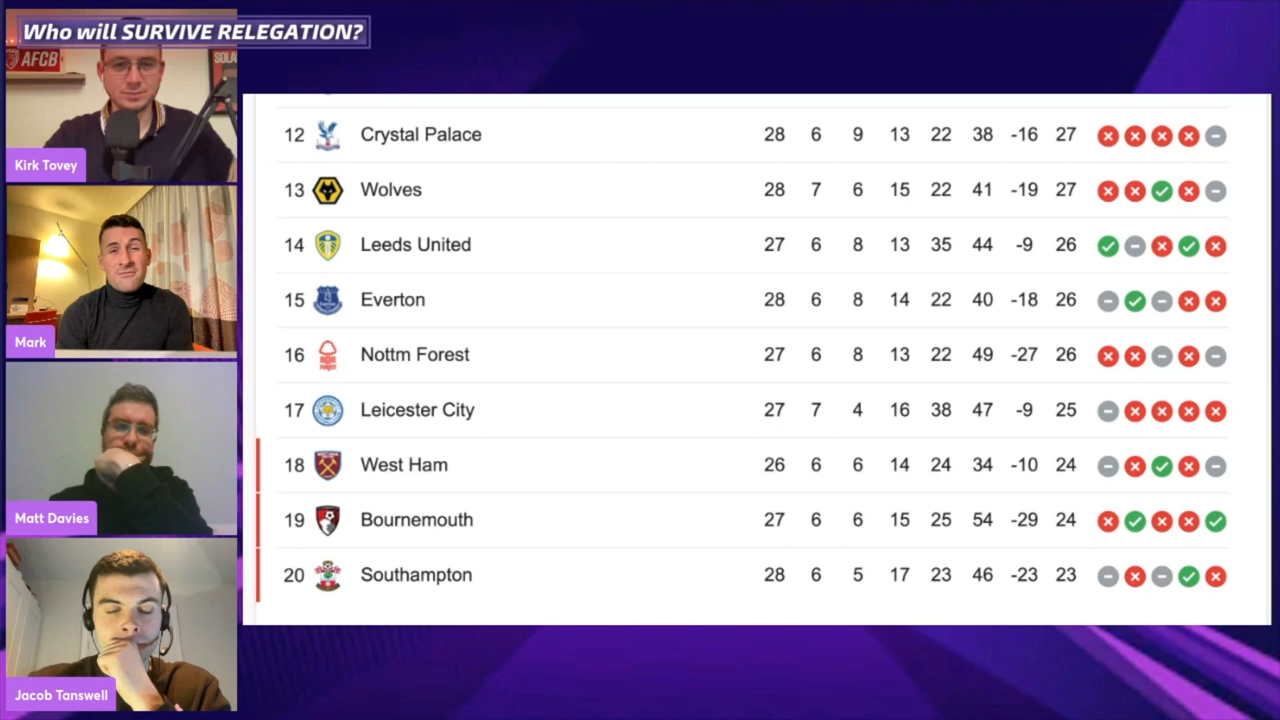 Who will SURVIVE RELEGATION?
AFCB
SOLA
Kirk Tovey
Mark
Matt Davies
Jacob Tanswell
12 Crystal Palace 28 6 9 13 22 38 -16 27
13 Wolves 28 7 6 15 22 41 -19 27
14 Leeds United 27 6 8 13 35 44 -9 26
15 Everton 28 6 8 14 22 40 -18 26
16 Nottm Forest 27 6 8 13 22 49 -27 26
17 Leicester City 27 7 4 16 38 47 -9 25
18 West Ham 26 6 6 14 24 34 -10 24
19 Bournemouth 27 6 6 15 25 54 -29 24
20 Southampton 28 6 5 17 23 46 -23 23